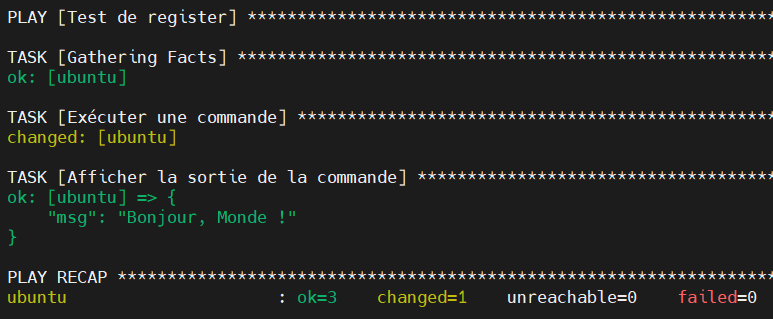 PLAY [Test de register] *****************************************************
TASK [Gathering Facts] ******************************************************
ok: [ubuntu]
TASK [Exécuter une commande] ************************************************
changed: [ubuntu]
TASK [Afficher la sortie de la commande] ************************************
ok: [ubuntu] => {
    "msg": "Bonjour, Monde !"
}
PLAY RECAP ******************************************************************
ubuntu                     : ok=3    changed=1    unreachable=0    failed=0